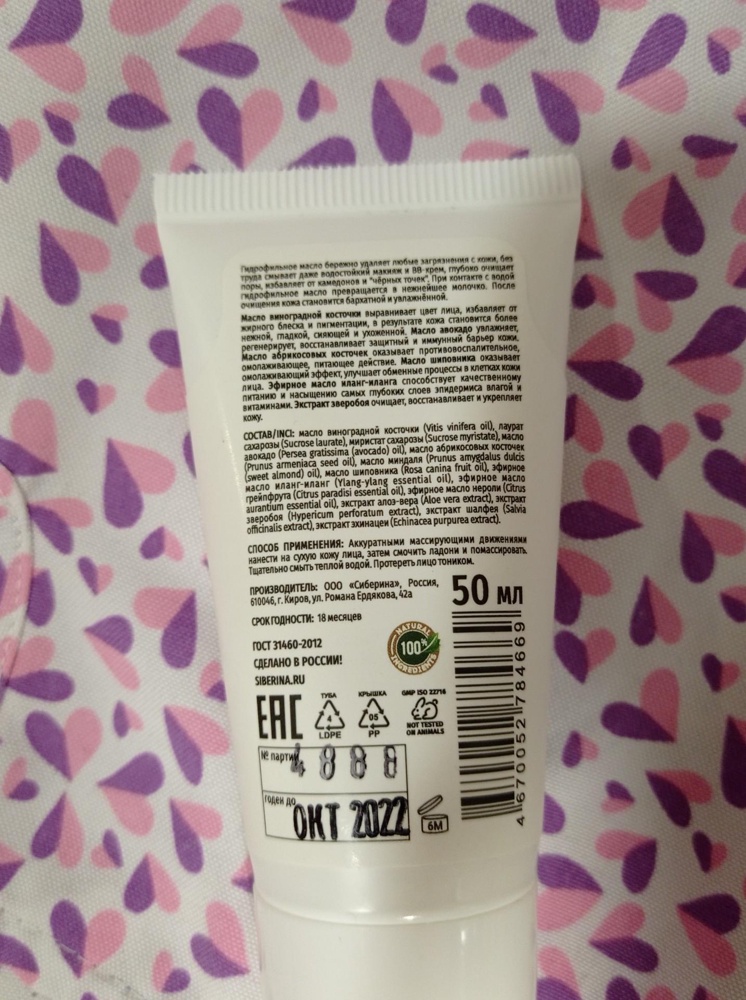 Гидрофильное масло бережно удаляет любые загрязнения с кожи, без
труда смывает даже водостойкий макияж и BB-крем, глубоко очищает
поры, избавляет от камедонов и "чёрных точек". При контакте с водой
гидрофильное масло превращается в нежнейшее молочко. После
очищения кожа становится бархатной и увлажнённой.
Масло виноградной косточки выравнивает цвет лица, избавляет от
жирного блеска и пигментации, в результате кожа становится более
нежной, гладкой, сияющей и ухоженной. Масло авокадо увлажняет,
регенерирует, восстанавливает защитный и иммунный барьер кожи.
Масло абрикосовых косточек оказывает противовоспалительное,
омолаживающее, питающее действие. Масло шиповника оказывает
омолаживающий эффект, улучшает обменные процессы в клетках кожи
лица. Эфирное масло иланг-иланга способствует качественному
питанию и насыщению самых глубоких слоев эпидермиса влагой и
витаминами. Экстракт зверобоя очищает, восстанавливает и укрепляет
кожу.
СОСТАВ/INCI: масло виноградной косточки (Vitis vinifera oil), лаурат
сахарозы (Sucrose laurate), миристат сахарозы (Sucrose myristate), масло
авокадо (Persea gratissima (avocado) oil), масло абрикосовых косточек
(Prunus armeniaca seed oil), масло миндаля (Prunus amygdalus dulcis
(sweet almond) oil), масло шиповника (Rosa canina fruit oil), эфирное
масло иланг-иланг (Ylang-ylang essential oil), эфирное масло
грейпфрута (Citrus paradisi essential oil), эфирное масло нероли (Citrus
aurantium essential oil), экстракт алоэ-вера (Aloe vera extract), экстракт
зверобоя (Hypericum perforatum extract), экстракт шалфея (Salvia
officinalis extract), экстракт эхинацеи (Echinacea purpurea extract).
СПОСОБ ПРИМЕНЕНИЯ: Аккуратными массирующими движениями
нанести на сухую кожу лица, затем смочить ладони и помассировать.
Тщательно смыть теплой водой. Протереть лицо тоником.
ПРОИЗВОДИТЕЛЬ: ООО «Сиберина», Россия,
610046, г. Киров, ул. Романа Ердякова, 42а
50 мл
СРОК ГОДНОСТИ: 18 месяцев
ГОСТ 31460-2012
СДЕЛАНО В РОССИИ!
SIBERINA.RU
NATURAL
100%
INGREDIENTS
EAC
ТУБА
4
LDPE
КРЫШКА
05
PP
GMP ISO 22716
NOT TESTED
ON ANIMALS
№ партии
4888
годен до
ОКТ 2022
6M
4 670052 784669